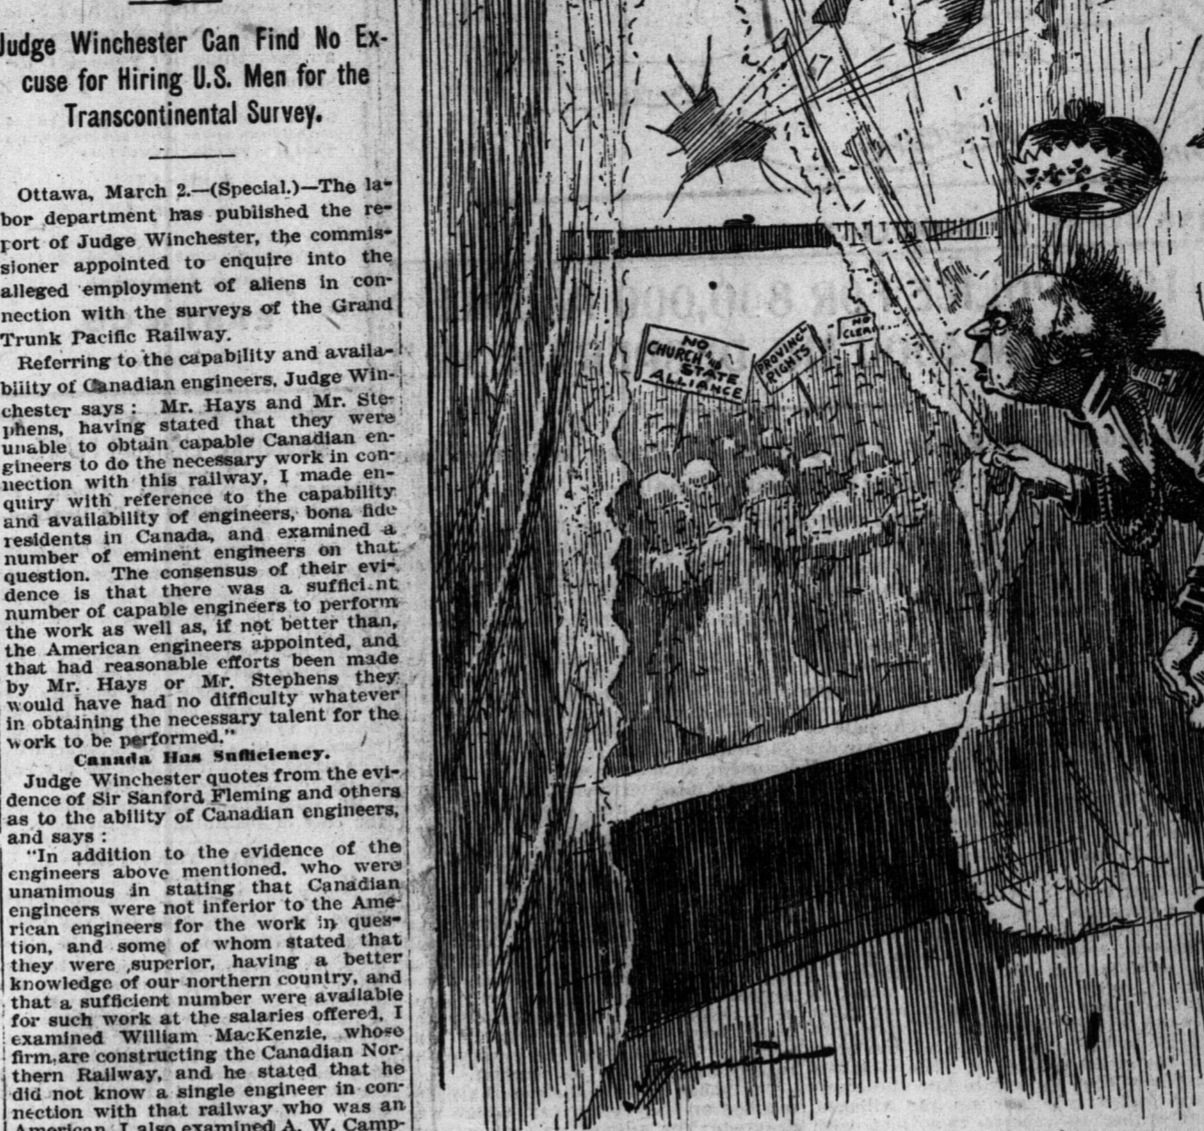 Judge Winchester Can Find No Ex-
cuse for Hiring U.S. Men for the
Transcontinental Survey.
Ottawa, March 2.—(Special.)—The la-
bor department has published the re-
port of Judge Winchester, the commis-
sioner appointed to enquire into the
alleged employment of aliens in con-
nection with the surveys of the Grand
Trunk Pacific Railway.
Referring to the capability and availa-
bility of Canadian engineers, Judge Win-
chester says: Mr. Hays and Mr. Ste-
phens, having stated that they were
unable to obtain capable Canadian en-
gineers to do the necessary work in con-
nection with this railway, I made en-
quiry with reference to the capability
and availability of engineers, bona fide
residents in Canada, and examined a
number of eminent engineers on that
question. The consensus of their evi-
dence is that there was a sufficient
number of capable engineers to perform
the work as well as, if not better than,
the American engineers appointed, and
that had reasonable efforts been made
by Mr. Hays or Mr. Stephens they
would have had no difficulty whatever
in obtaining the necessary talent for the
work to be performed."
Canada Has Sufficiency.
Judge Winchester quotes from the evi-
dence of Sir Sanford Fleming and others
as to the ability of Canadian engineers,
and says:
"In addition to the evidence of the
engineers above mentioned, who were
unanimous in stating that Canadian
engineers were not inferior to the Ame-
rican engineers for the work in ques-
tion, and some of whom stated that
they were superior, having a better
knowledge of our northern country, and
that a sufficient number were available
for such work at the salaries offered, I
examined William MacKenzie, whose
firm are constructing the Canadian Nor-
thern Railway, and he stated that he
did not know a single engineer in con-
nection with that railway who was an
American. I also examined A. W. Camp-
NO
CHURCH and
STATE
ALLIANCE
PROVINC
RIGHTS
NO
CLERI